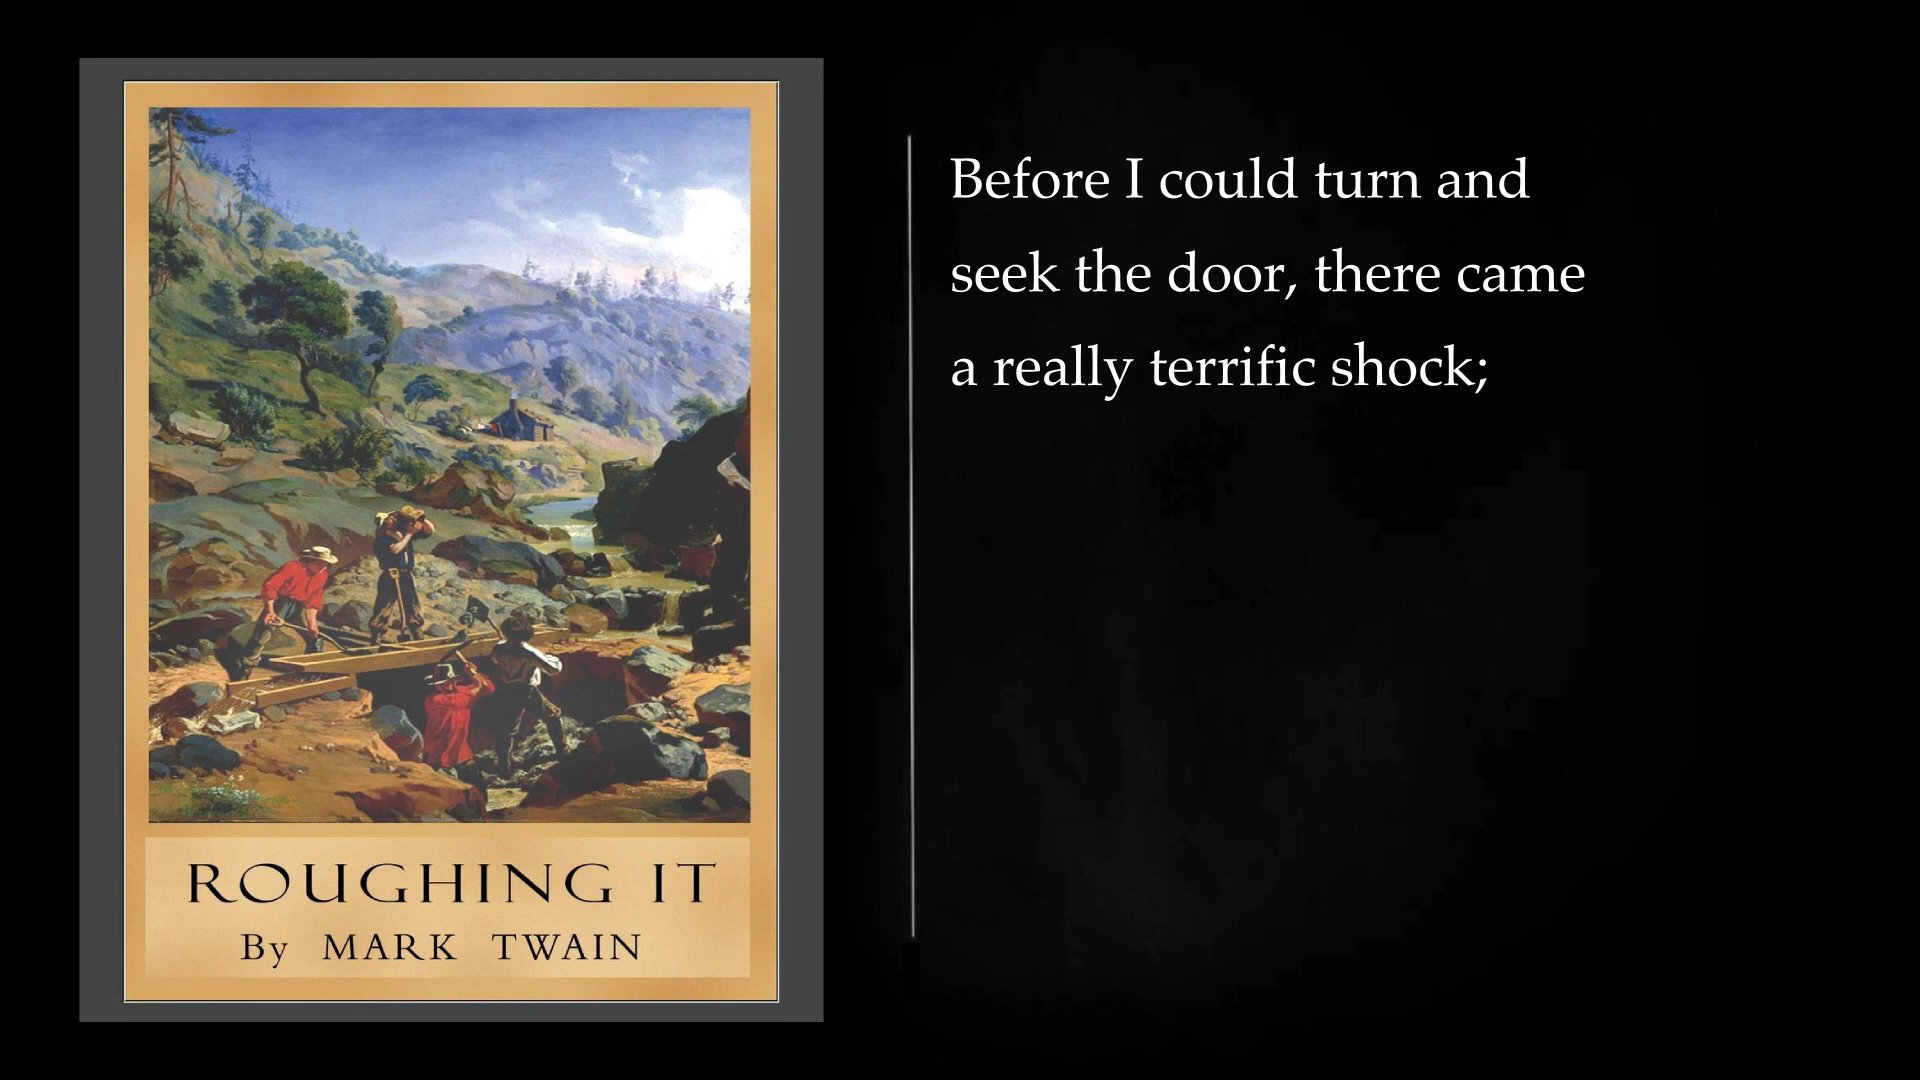 Before I could turn and
seek the door, there came
a really terrific shock;
ROUGHING IT
By MARK TWAIN